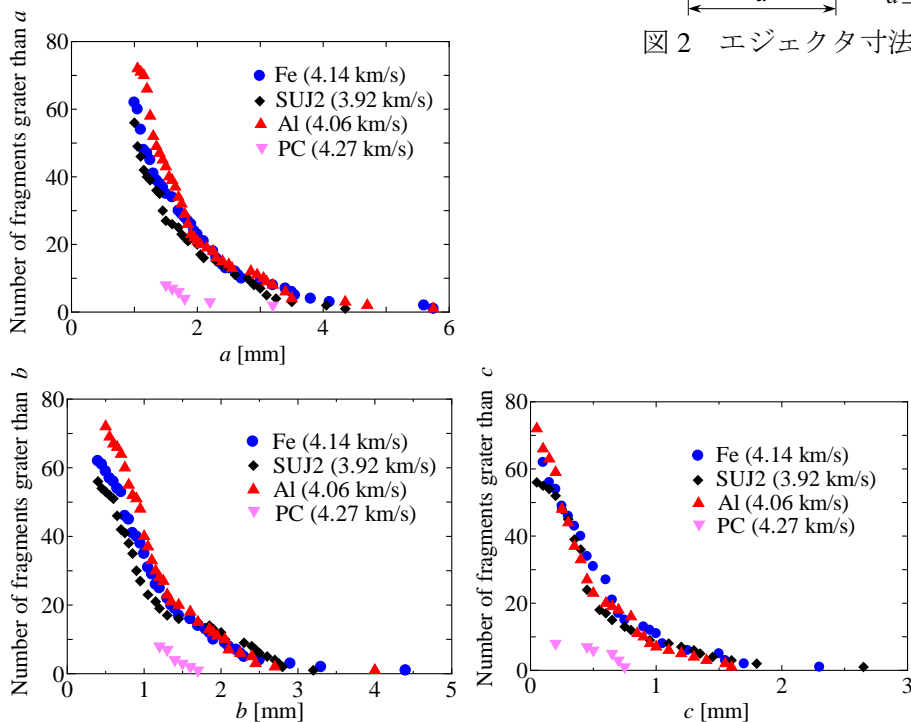 図 2 エジェクタ寸法
Number of fragments grater than a
80
60
40
20
0
Fe (4.14 km/s)
SUJ2 (3.92 km/s)
Al (4.06 km/s)
PC (4.27 km/s)
0 2 4 6
a [mm]
Number of fragments grater than b
80
60
40
20
0
Fe (4.14 km/s)
SUJ2 (3.92 km/s)
Al (4.06 km/s)
PC (4.27 km/s)
0 1 2 3 4 5
b [mm]
Number of fragments grater than c
80
60
40
20
0
Fe (4.14 km/s)
SUJ2 (3.92 km/s)
Al (4.06 km/s)
PC (4.27 km/s)
0 1 2 3
c [mm]